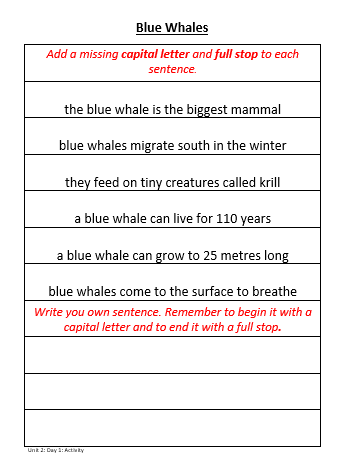 Blue Whales
Add a missing capital letter and full stop to each
sentence.
the blue whale is the biggest mammal
blue whales migrate south in the winter
they feed on tiny creatures called krill
a blue whale can live for 110 years
a blue whale can grow to 25 metres long
blue whales come to the surface to breathe
Write you own sentence. Remember to begin it with a
capital letter and to end it with a full stop.
Unit 2: Day 1: Activity